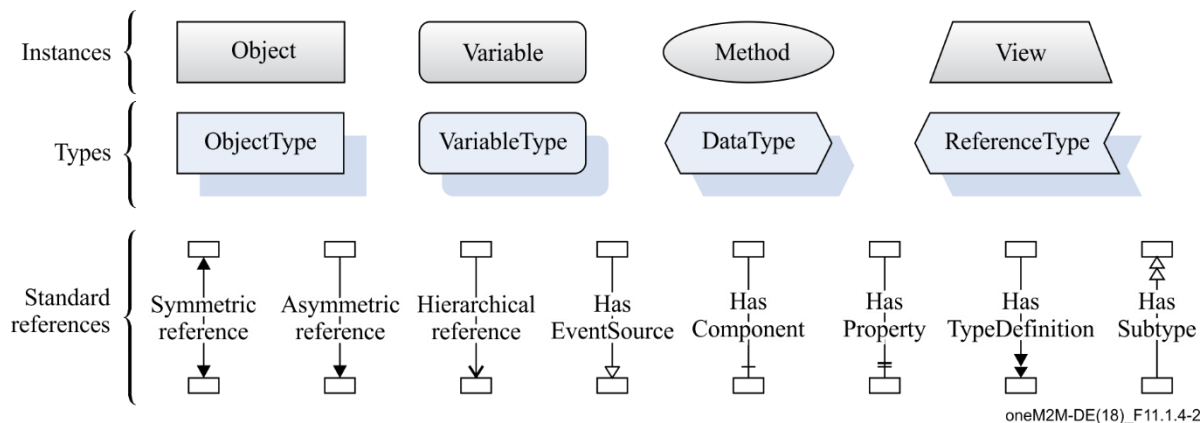 Instances
Object
Variable
Method
View
Types
ObjectType
VariableType
DataType
ReferenceType
Standard
references
Symmetric
reference
Asymmetric
reference
Hierarchical
reference
Has
EventSource
Has
Component
Has
Property
Has
TypeDefinition
Has
Subtype
oneM2M-DE(18)_F11.1.4-2